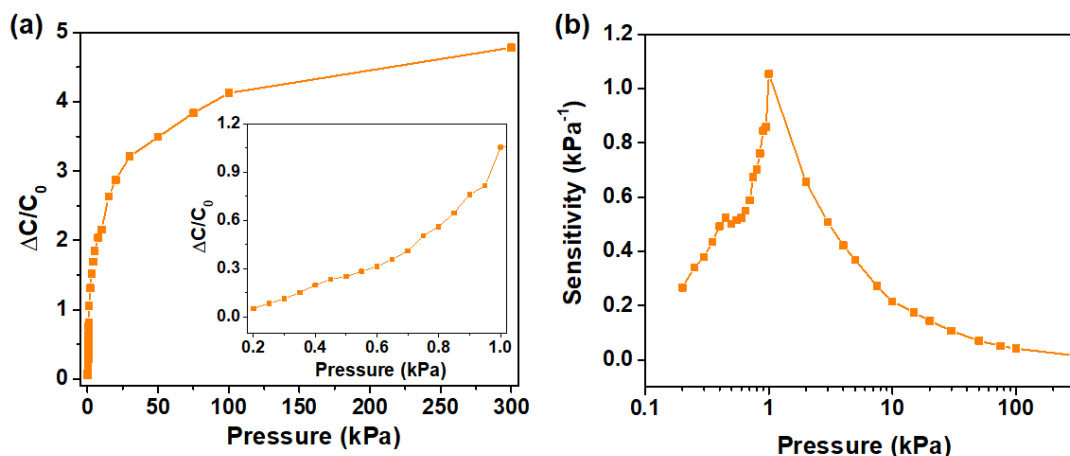 (a)
5
4
3
2
1
0
ΔC/C0
0 50 100 150 200 250 300
Pressure (kPa)
1.2
0.9
0.6
0.3
0.0
ΔC/C0
0.2 0.4 0.6 0.8 1.0
Pressure (kPa)
(b)
1.2
1.0
0.8
0.6
0.4
0.2
0.0
Sensitivity (kPa-1)
0.1 1 10 100
Pressure (kPa)